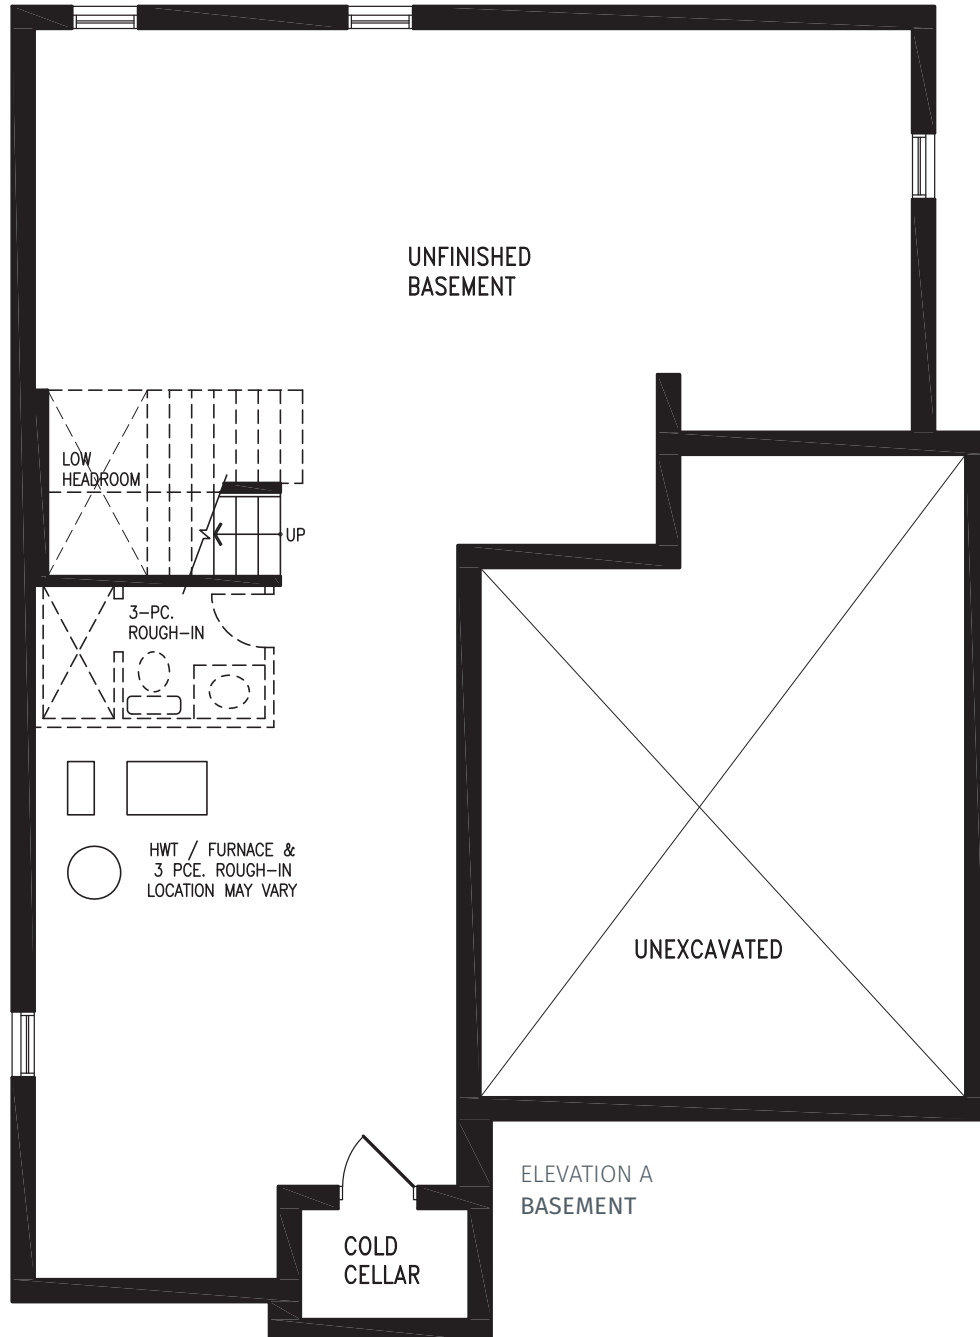 UNFINISHED
BASEMENT
LOW
HEADROOM
UP
3-PC.
ROUGH-IN
HWT / FURNACE &
3 PCE. ROUGH-IN
LOCATION MAY VARY
UNEXCAVATED
ELEVATION A
BASEMENT
COLD
CELLAR